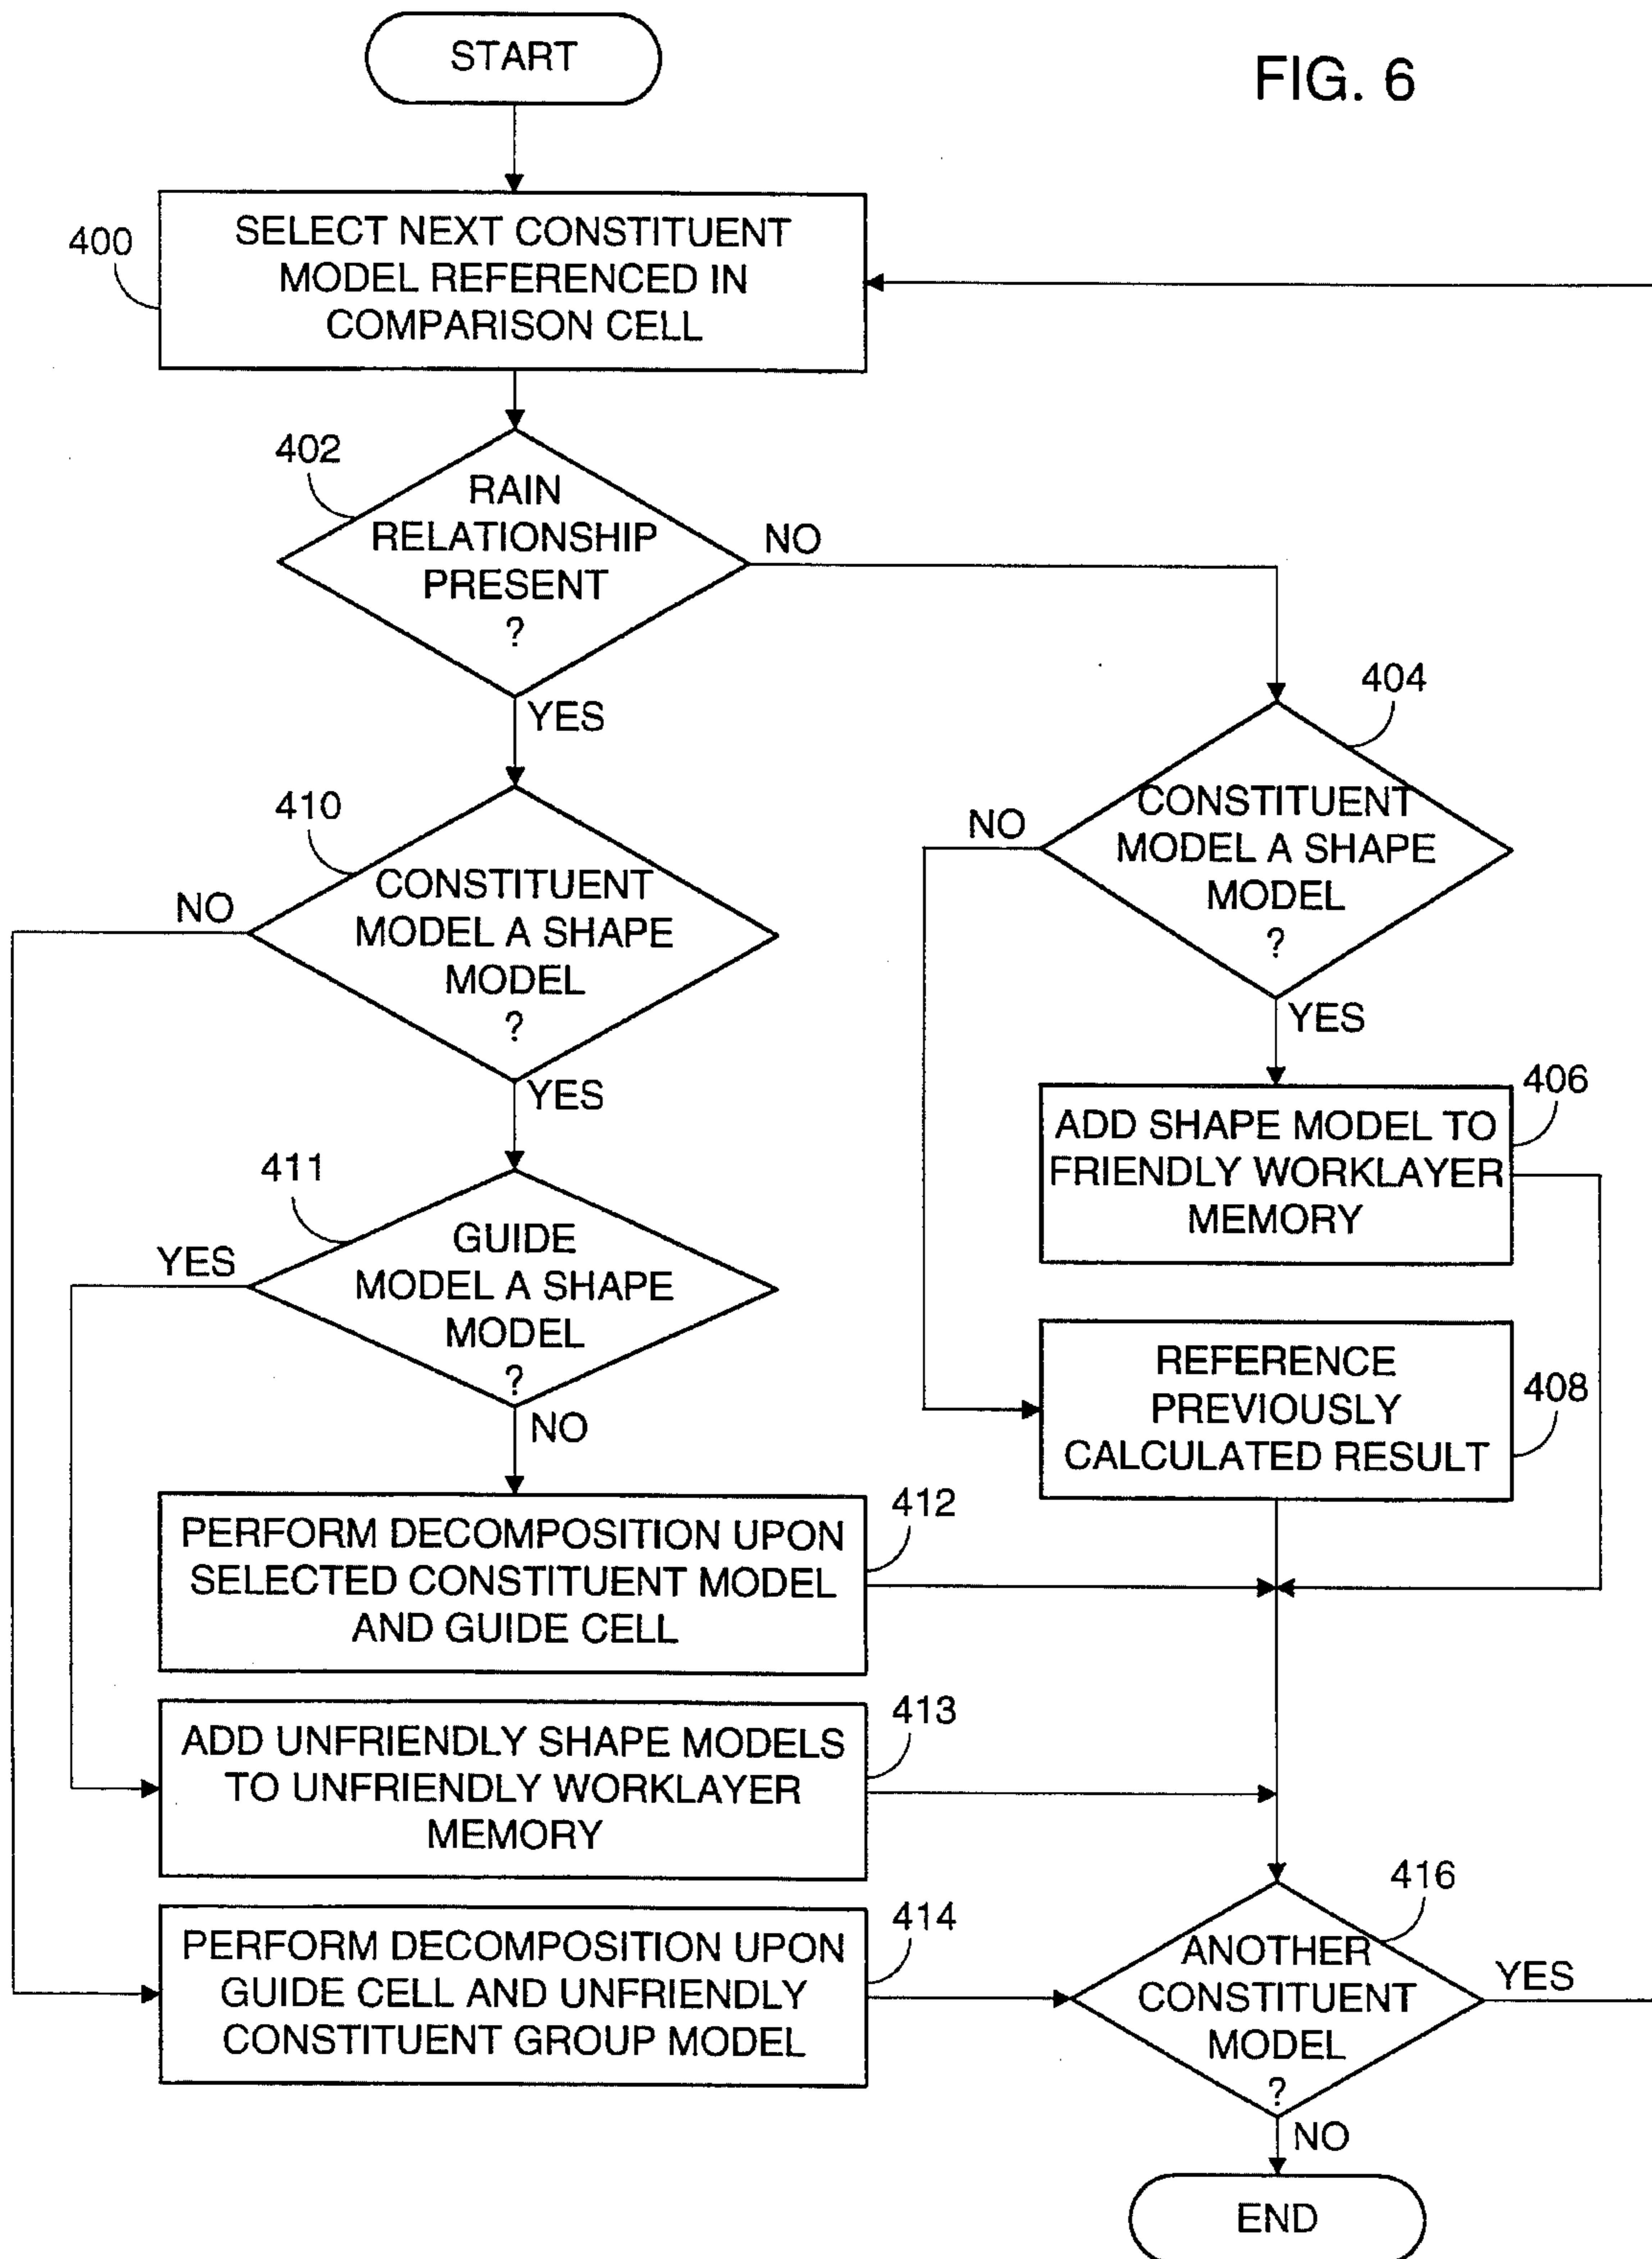 START
FIG. 6
400
SELECT NEXT CONSTITUENT
MODEL REFERENCED IN
COMPARISON CELL
402
RAIN
RELATIONSHIP
PRESENT
?
NO
YES
404
CONSTITUENT
MODEL A SHAPE
MODEL
?
NO
YES
410
CONSTITUENT
MODEL A SHAPE
MODEL
?
NO
YES
406
ADD SHAPE MODEL TO
FRIENDLY WORKLAYER
MEMORY
411
GUIDE
MODEL A SHAPE
MODEL
?
YES
NO
408
REFERENCE
PREVIOUSLY
CALCULATED RESULT
412
PERFORM DECOMPOSITION UPON
SELECTED CONSTITUENT MODEL
AND GUIDE CELL
413
ADD UNFRIENDLY SHAPE MODELS
TO UNFRIENDLY WORKLAYER
MEMORY
414
PERFORM DECOMPOSITION UPON
GUIDE CELL AND UNFRIENDLY
CONSTITUENT GROUP MODEL
416
ANOTHER
CONSTITUENT
MODEL
?
YES
NO
END